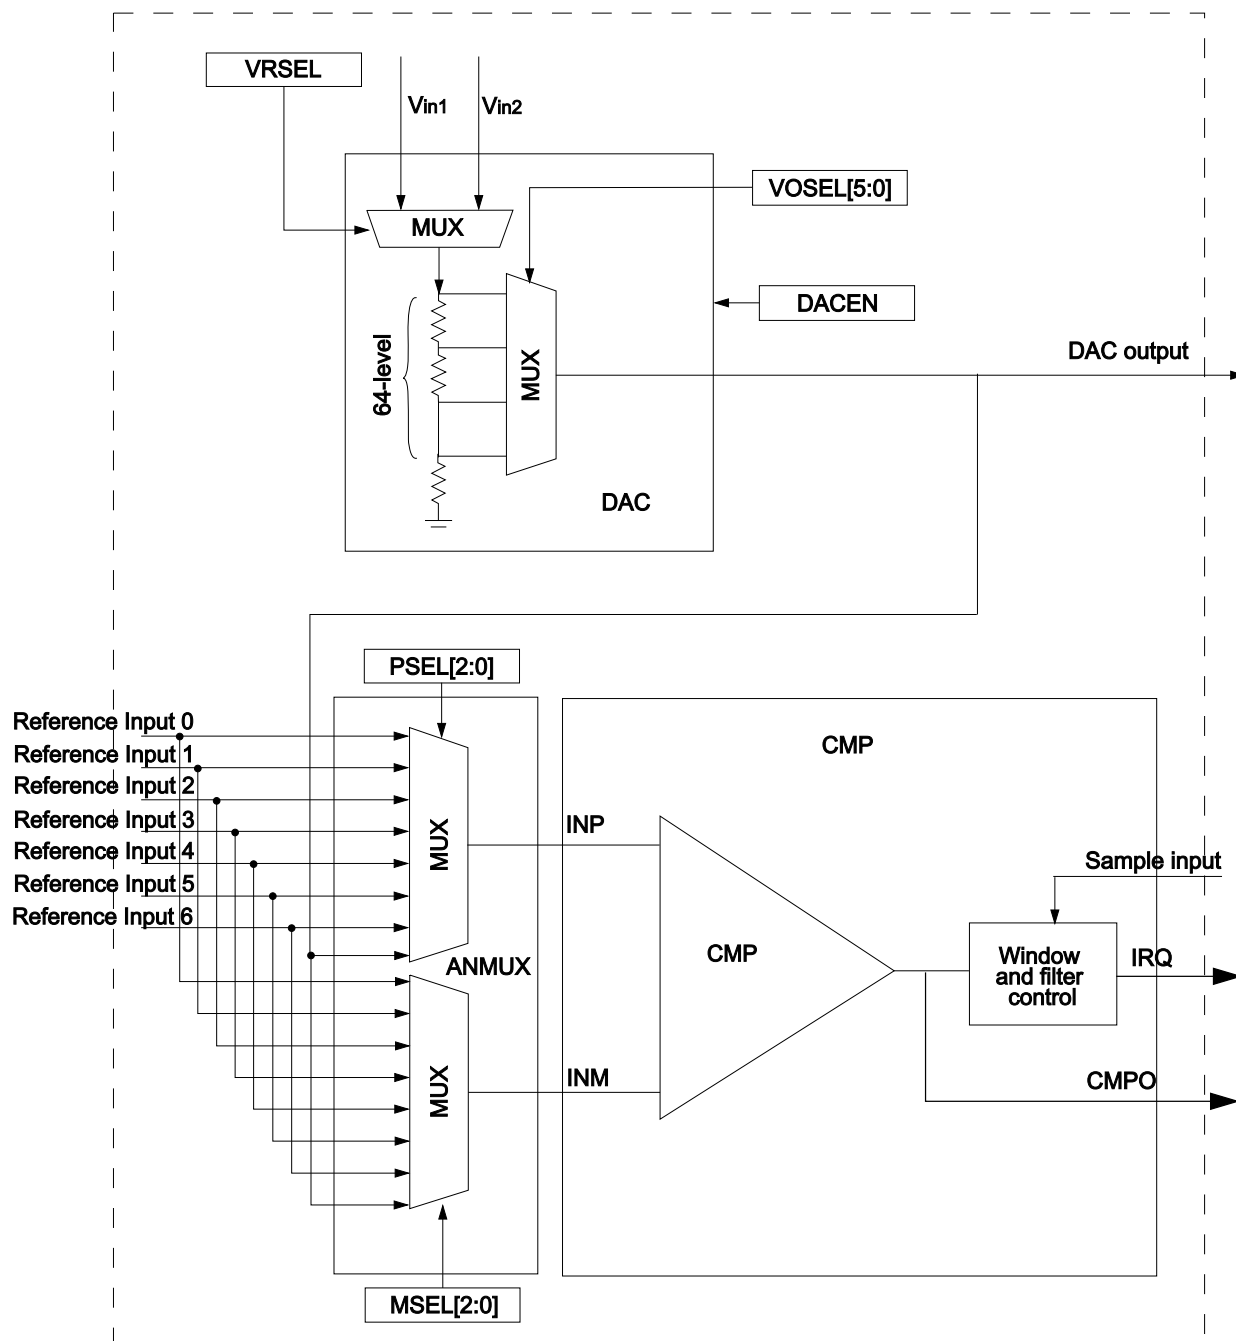 VRSEL
Vin1
Vin2
VOSEL[5:0]
MUX
DACEN
64-level
MUX
DAC output
DAC
PSEL[2:0]
Reference Input 0
Reference Input 1
Reference Input 2
Reference Input 3
Reference Input 4
Reference Input 5
Reference Input 6
MUX
ANMUX
MUX
MSEL[2:0]
CMP
INP
INM
CMP
Sample input
Window
and filter
control
IRQ
CMPO